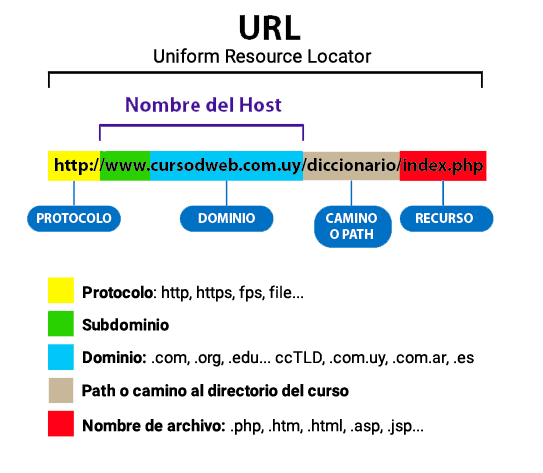 URL
Uniform Resource Locator
Nombre del Host
http://www.cursodweb.com.uy/diccionario/index.php
PROTOCOLO
DOMINIO
CAMINO
O PATH
RECURSO
Protocolo: http, https, fps, file...
Subdominio
Dominio: .com, .org, .edu... ccTLD, .com.uy, .com.ar, .es
Path o camino al directorio del curso
Nombre de archivo: .php, .htm, .html, .asp, .jsp...